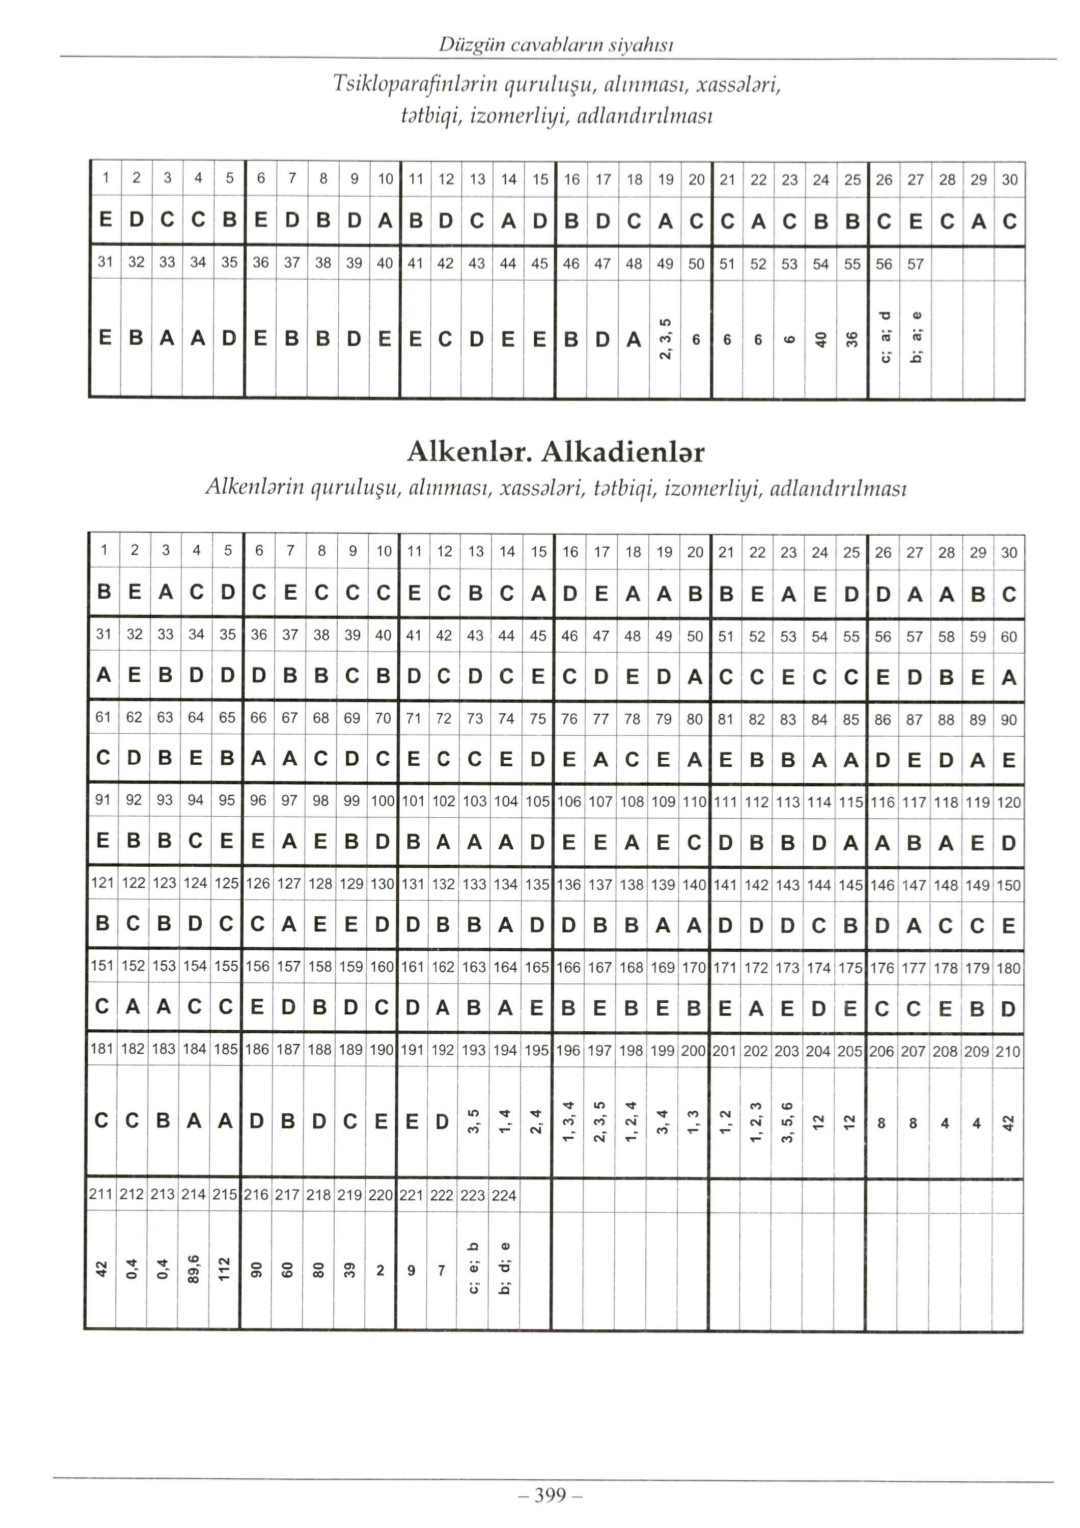 Düzgün cavabların siyahısı
Tsikloparafinlərin quruluşu, alınması, xassələri,
tətbiqi, izomerliyi, adlandırılması
1 2 3 4 5 6 7 8 9 10 11 12 13 14 15 16 17 18 19 20 21 22 23 24 25 26 27 28 29 30
E D C C B E D B D A B D C A D B D C A C C A C B B C E C A C
31 32 33 34 35 36 37 38 39 40 41 42 43 44 45 46 47 48 49 50 51 52 53 54 55 56 57
E B A A D E B B D E E C D E E B D A 2, 3, 5 6 6 6 6 40 36 c; a; d b; a; e
Alkenlər. Alkadienlər
Alkenlərin quruluşu, alınması, xassələri, tətbiqi, izomerliyi, adlandırılması
1 2 3 4 5 6 7 8 9 10 11 12 13 14 15 16 17 18 19 20 21 22 23 24 25 26 27 28 29 30
B E A C D C E C C C E C B C A D E A A B B E A E D D A A B C
31 32 33 34 35 36 37 38 39 40 41 42 43 44 45 46 47 48 49 50 51 52 53 54 55 56 57 58 59 60
A E B D D D B B C B D C D C E C D E D A C C E C C E D B E A
61 62 63 64 65 66 67 68 69 70 71 72 73 74 75 76 77 78 79 80 81 82 83 84 85 86 87 88 89 90
C D B E B A A C D C E C C E D E A C E A E B B A A D E D A E
91 92 93 94 95 96 97 98 99 100 101 102 103 104 105 106 107 108 109 110 111 112 113 114 115 116 117 118 119 120
E B B C E E A E B D B A A A D E E A E C D B B D A A B A E D
121 122 123 124 125 126 127 128 129 130 131 132 133 134 135 136 137 138 139 140 141 142 143 144 145 146 147 148 149 150
B C B D C C A E E D D B B A D D B B A A D D D C B D A C C E
151 152 153 154 155 156 157 158 159 160 161 162 163 164 165 166 167 168 169 170 171 172 173 174 175 176 177 178 179 180
C A A C C E D B D C D A B A E B E B E B E A E D E C C E B D
181 182 183 184 185 186 187 188 189 190 191 192 193 194 195 196 197 198 199 200 201 202 203 204 205 206 207 208 209 210
C C B A A D B D C E E D 3, 5 1, 4 2, 4 1, 3, 4 2, 3, 5 1, 2, 4 3, 4 1, 3 1, 2 1, 2, 3 3, 5, 6 12 12 8 8 4 4 42
211 212 213 214 215 216 217 218 219 220 221 222 223 224
42 0,4 0,4 89,6 112 90 60 80 39 2 9 7 c; e; b b; d; e
– 399 –